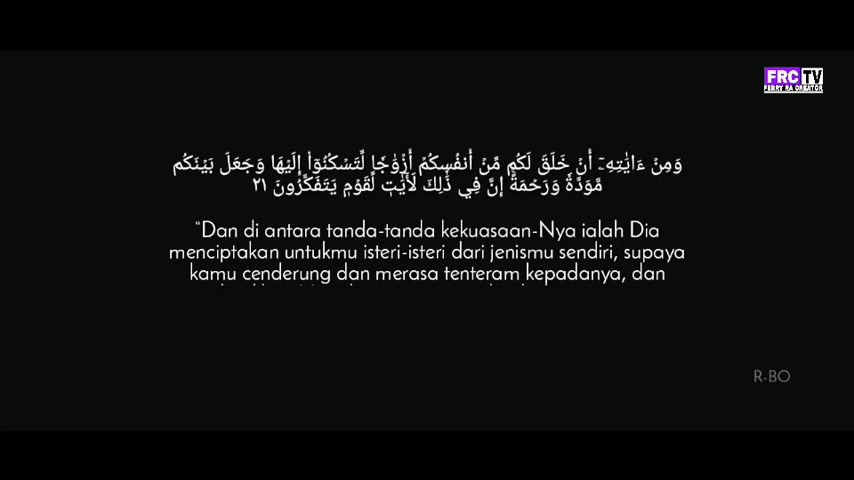 FRC TV
FERRY RA CREATOR
وَمِنْ ءَايَٰتِهِۦٓ أَنْ خَلَقَ لَكُم مِّنْ أَنفُسِكُمْ أَزْوَٰجًا لِّتَسْكُنُوٓا۟ إِلَيْهَا وَجَعَلَ بَيْنَكُم
مَّوَدَّةً وَرَحْمَةً إِنَّ فِي ذَٰلِكَ لَأٓيَٰتٍ لِّقَوْمٍ يَتَفَكَّرُونَ ٢١
“Dan di antara tanda-tanda kekuasaan-Nya ialah Dia
menciptakan untukmu isteri-isteri dari jenismu sendiri, supaya
kamu cenderung dan merasa tenteram kepadanya, dan
R-BO